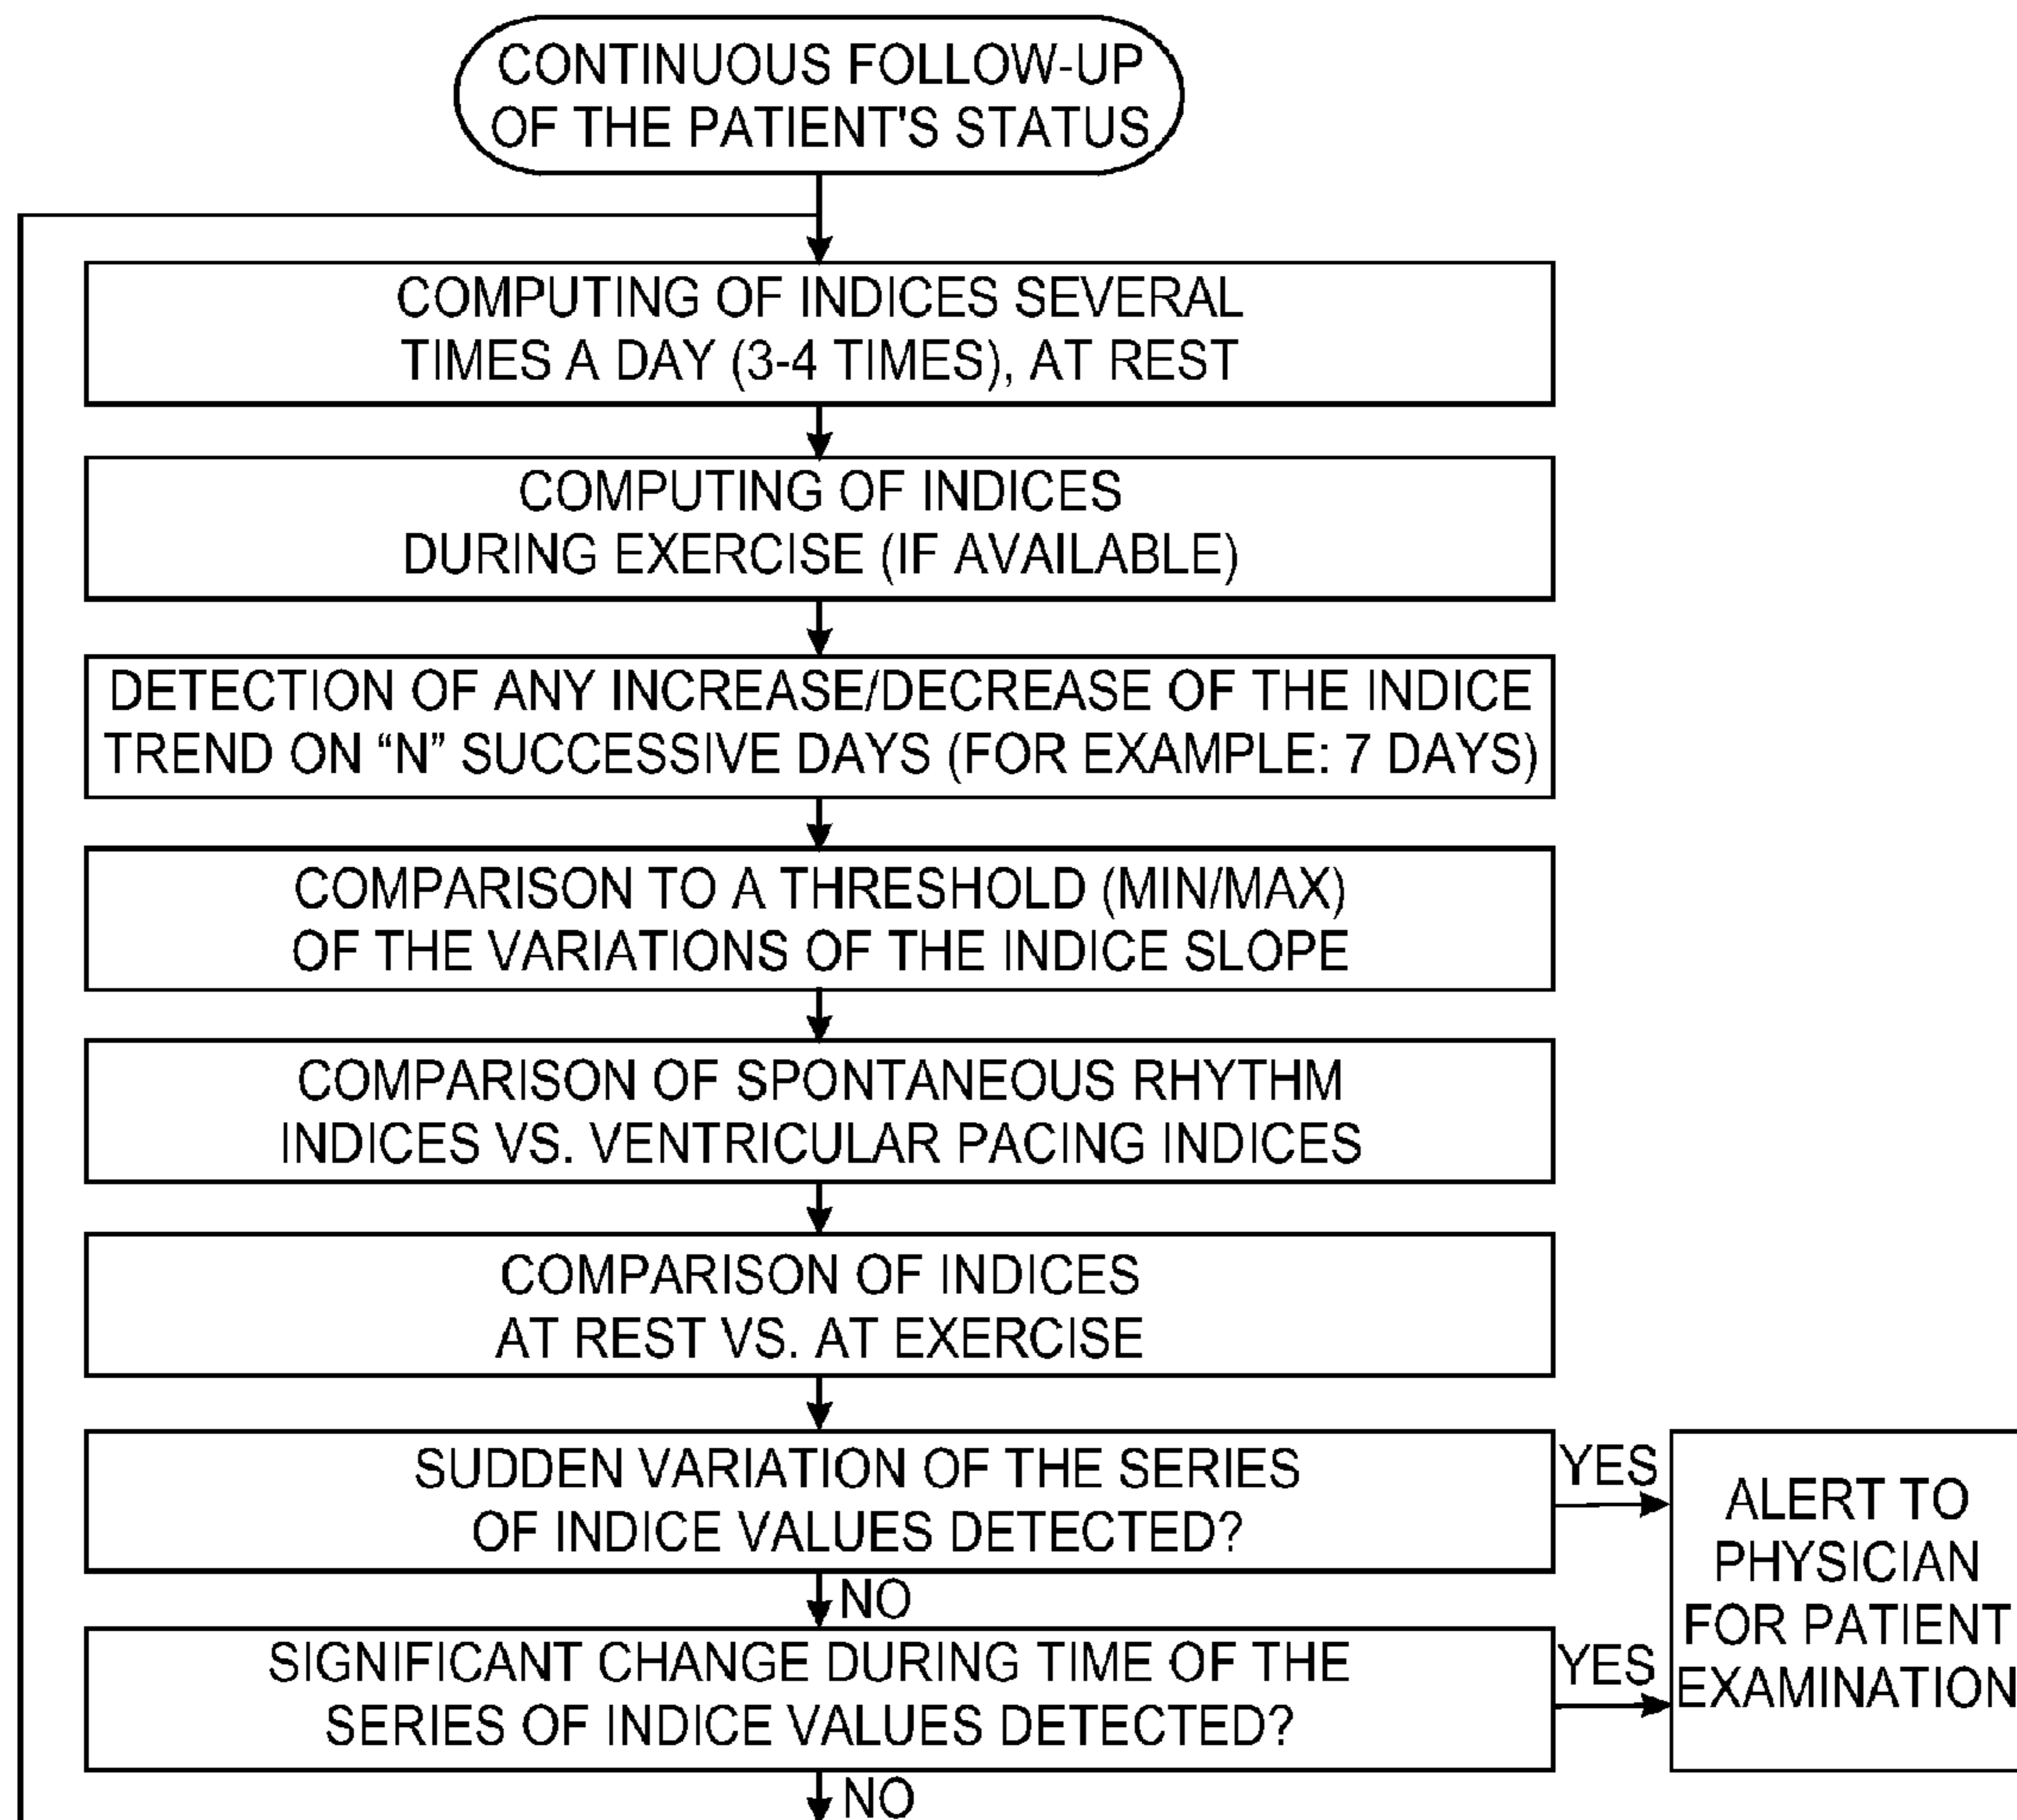 CONTINUOUS FOLLOW-UP
OF THE PATIENT'S STATUS
COMPUTING OF INDICES SEVERAL
TIMES A DAY (3-4 TIMES), AT REST
COMPUTING OF INDICES
DURING EXERCISE (IF AVAILABLE)
DETECTION OF ANY INCREASE/DECREASE OF THE INDICE
TREND ON “N” SUCCESSIVE DAYS (FOR EXAMPLE: 7 DAYS)
COMPARISON TO A THRESHOLD (MIN/MAX)
OF THE VARIATIONS OF THE INDICE SLOPE
COMPARISON OF SPONTANEOUS RHYTHM
INDICES VS. VENTRICULAR PACING INDICES
COMPARISON OF INDICES
AT REST VS. AT EXERCISE
SUDDEN VARIATION OF THE SERIES
OF INDICE VALUES DETECTED?
YES
NO
SIGNIFICANT CHANGE DURING TIME OF THE
SERIES OF INDICE VALUES DETECTED?
YES
NO
ALERT TO
PHYSICIAN
FOR PATIENT
EXAMINATION